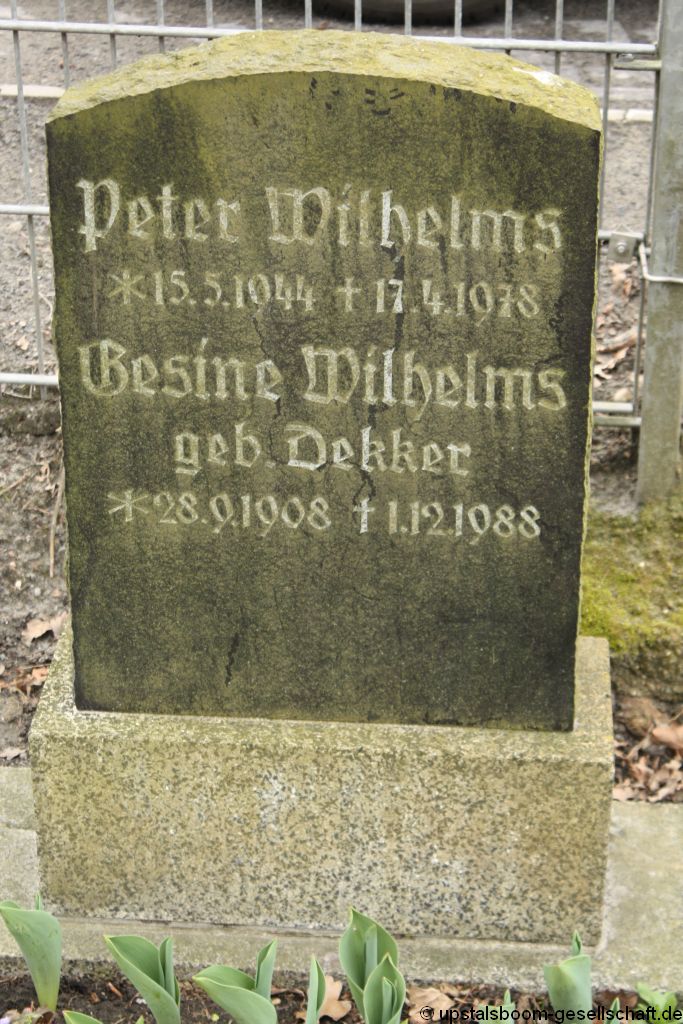 Peter Wilhelms
*15.5.1944 †17.4.1978
Gesine Wilhelms
geb. Dekker
*28.9.1908 †1.12.1988
© upstalsboom-gesellschaft.de